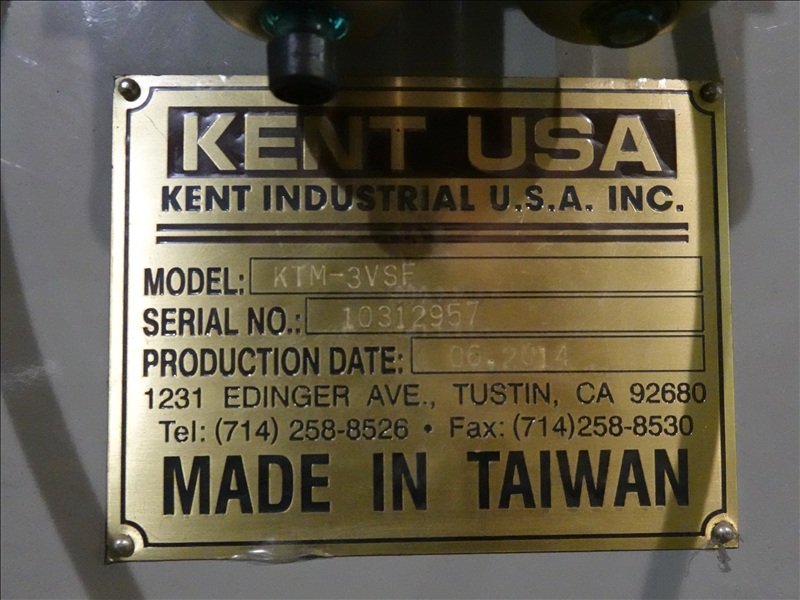 KENT USA
KENT INDUSTRIAL U.S.A. INC.
MODEL: KTM-3VSF
SERIAL NO.: 10312957
PRODUCTION DATE: 06.2014
1231 EDINGER AVE., TUSTIN, CA 92680
Tel: (714) 258-8526 • Fax: (714)258-8530
MADE IN TAIWAN